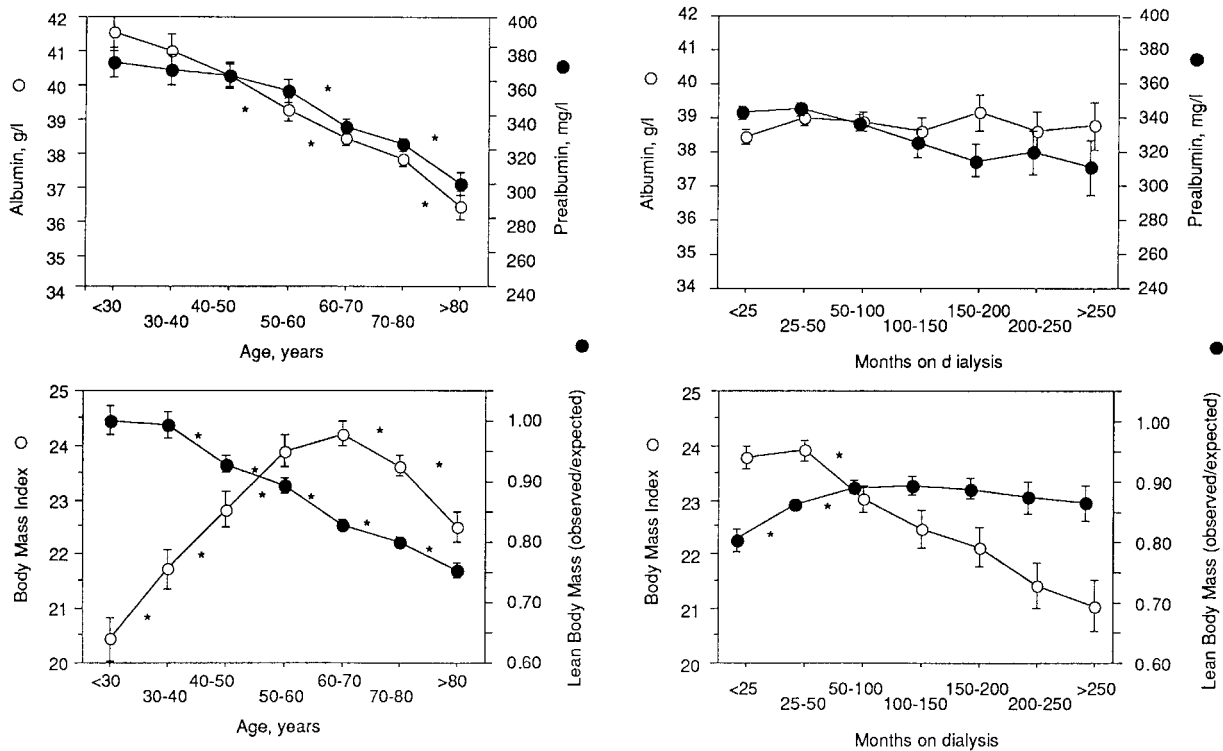 42
41
40
39
38
37
36
35
34
Albumin, g/l
400
380
360
340
320
300
280
260
240
Prealbumin, mg/l
* * * * *
<30 40-50 60-70 >80
30-40 50-60 70-80
Age, years
42
41
40
39
38
37
36
35
34
Albumin, g/l
400
380
360
340
320
300
280
260
240
Prealbumin, mg/l
<25 50-100 150-200 >250
25-50 100-150 200-250
Months on dialysis
25
24
23
22
21
20
Body Mass Index
1.00
0.90
0.80
0.70
0.60
Lean Body Mass (observed/expected)
* * * * * * * * * *
<30 40-50 60-70 >80
30-40 50-60 70-80
Age, years
25
24
23
22
21
20
Body Mass Index
1.00
0.90
0.80
0.70
0.60
Lean Body Mass (observed/expected)
* * *
<25 50-100 150-200 >250
25-50 100-150 200-250
Months on dialysis